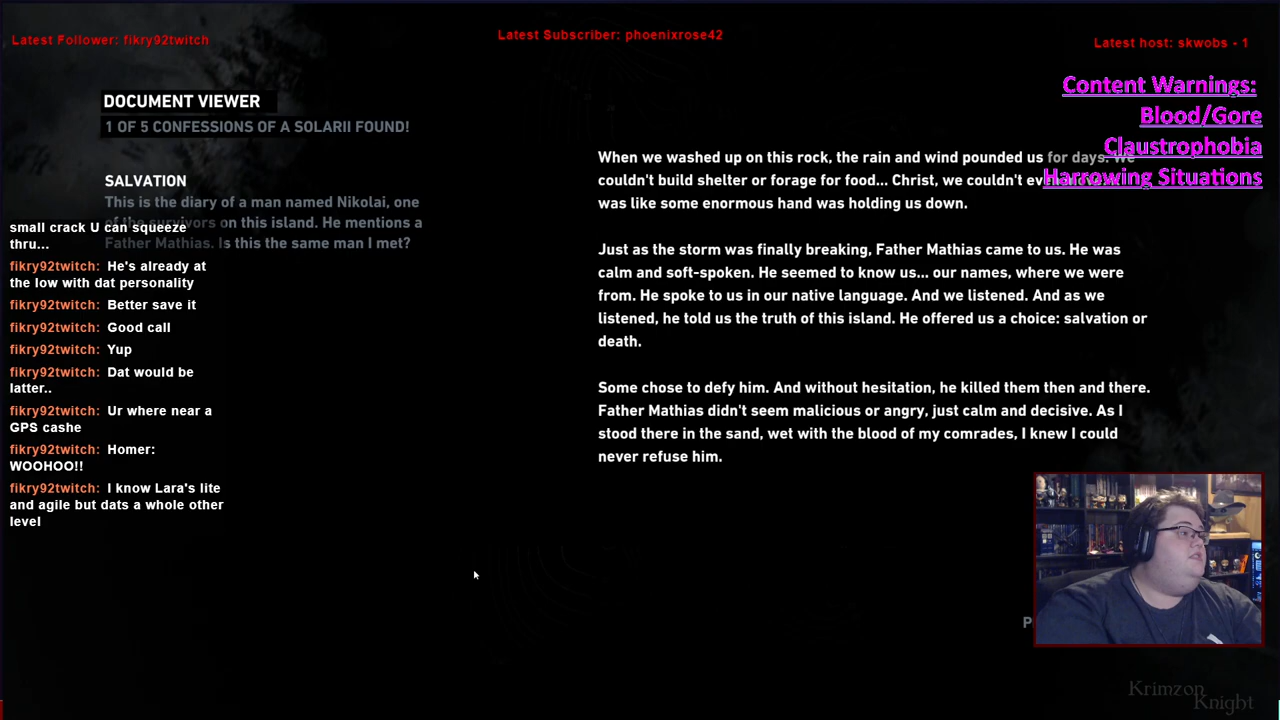 Latest Follower: fikry92twitch
Latest Subscriber: phoenixrose42
Latest host: skwobs - 1
Content Warnings:
Blood/Gore
Claustrophobia
Harrowing Situations
DOCUMENT VIEWER
1 OF 5 CONFESSIONS OF A SOLARII FOUND!
SALVATION
This is the diary of a man named Nikolai, one
of the survivors on this island. He mentions a
Father Mathias. Is this the same man I met?
small crack U can squeeze
thru...
fikry92twitch: He's already at
the low with dat personality
fikry92twitch: Better save it
fikry92twitch: Good call
fikry92twitch: Yup
fikry92twitch: Dat would be
latter..
fikry92twitch: Ur where near a
GPS cashe
fikry92twitch: Homer:
WOOHOO!!
fikry92twitch: I know Lara's lite
and agile but dats a whole other
level
When we washed up on this rock, the rain and wind pounded us for days. We
couldn't build shelter or forage for food... Christ, we couldn't
was like some enormous hand was holding us down.
Just as the storm was finally breaking, Father Mathias came to us. He was
calm and soft-spoken. He seemed to know us... our names, where we were
from. He spoke to us in our native language. And we listened. And as we
listened, he told us the truth of this island. He offered us a choice: salvation or
death.
Some chose to defy him. And without hesitation, he killed them then and there.
Father Mathias didn't seem malicious or angry, just calm and decisive. As I
stood there in the sand, wet with the blood of my comrades, I knew I could
never refuse him.
Krimzon
Knight